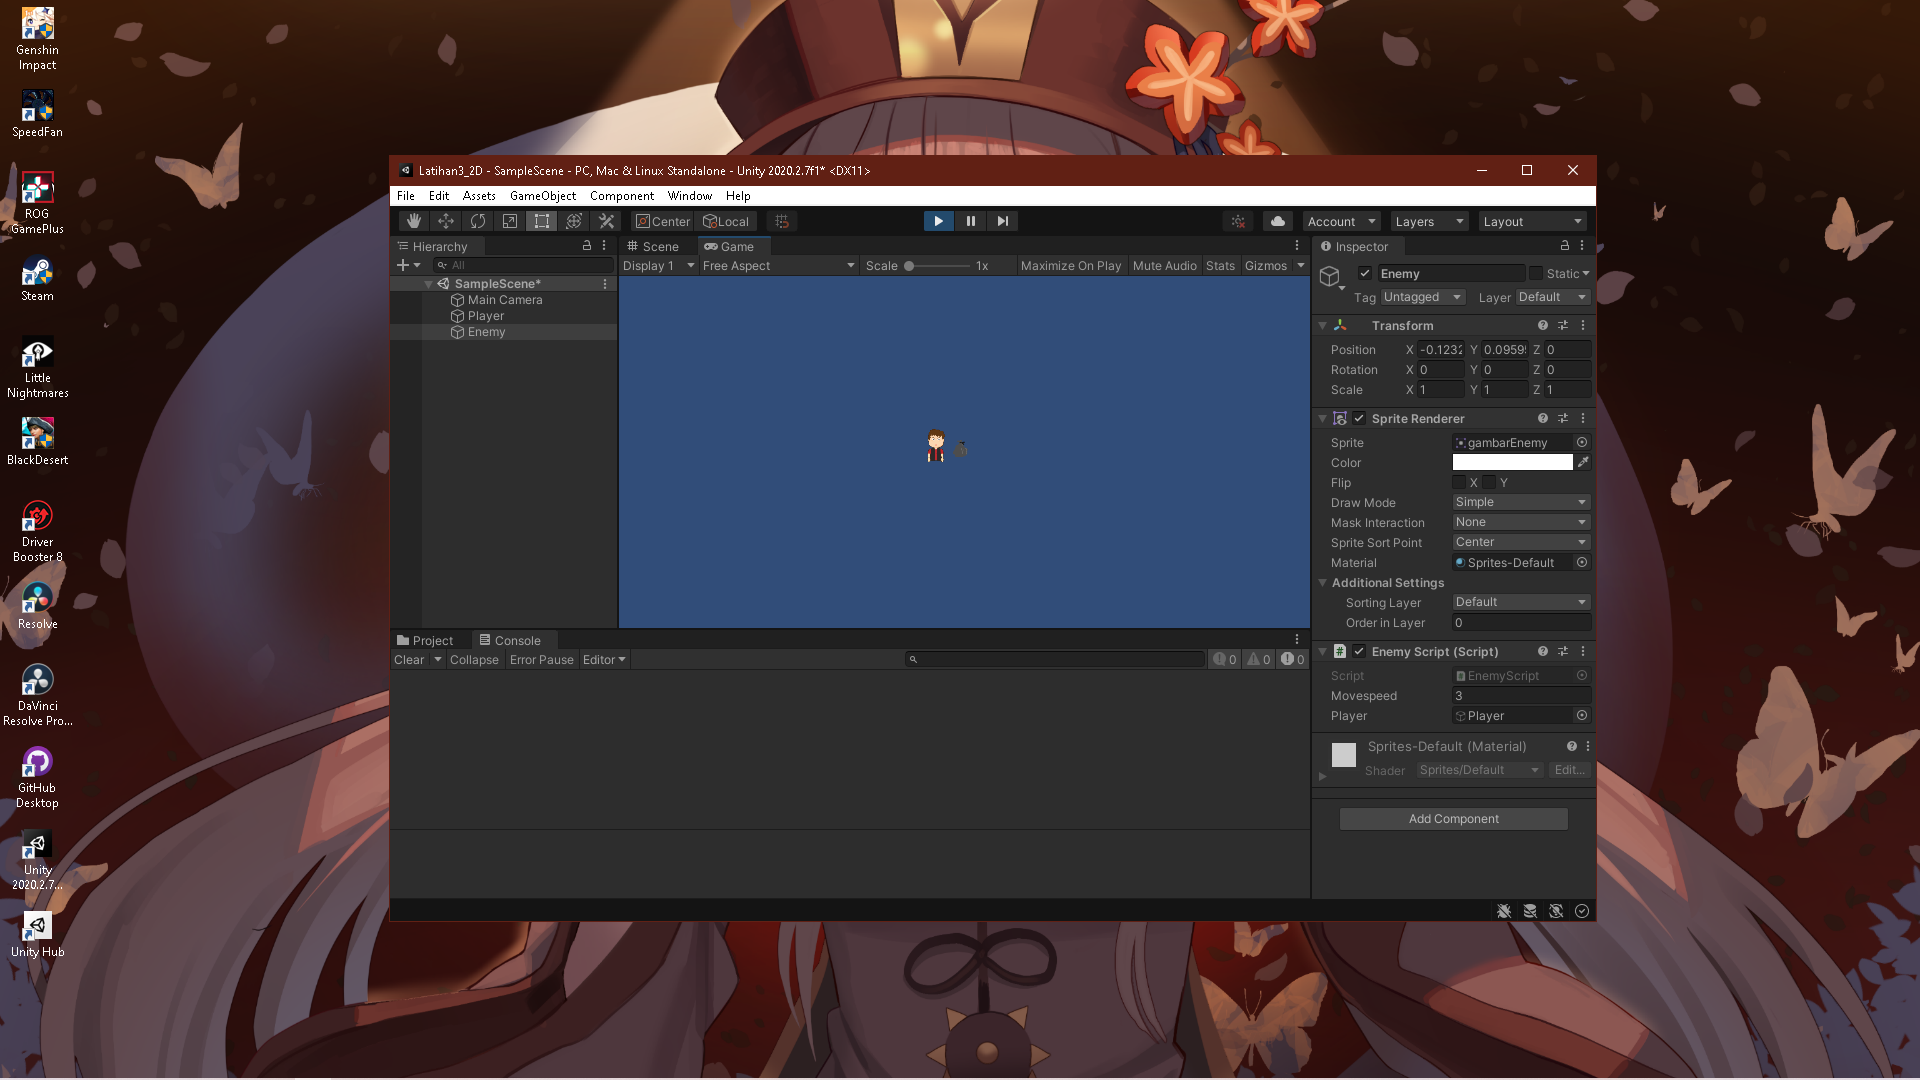 Genshin
Impact
SpeedFan
ROG
GamePlus
Steam
Little
Nightmares
BlackDesert
Driver
Booster 8
Resolve
DaVinci
Resolve Pro...
GitHub
Desktop
Unity
2020.2.7...
Unity Hub
Latihan3_2D - SampleScene - PC, Mac & Linux Standalone - Unity 2020.2.7f1* <DX11>
File Edit Assets GameObject Component Window Help
Center Local Account Layers Layout
Hierarchy
All
SampleScene*
Main Camera
Player
Enemy
Scene Game
Display 1 Free Aspect Scale 1x Maximize On Play Mute Audio Stats Gizmos
Project Console
Clear Collapse Error Pause Editor 0 0 0
Inspector
Enemy Static
Tag Untagged Layer Default
Transform
Position X -0.1232 Y 0.0959 Z 0
Rotation X 0 Y 0 Z 0
Scale X 1 Y 1 Z 1
Sprite Renderer
Sprite gambarEnemy
Color
Flip X Y
Draw Mode Simple
Mask Interaction None
Sprite Sort Point Center
Material Sprites-Default
Additional Settings
Sorting Layer Default
Order in Layer 0
# Enemy Script (Script)
Script EnemyScript
Movespeed 3
Player Player
Sprites-Default (Material)
Shader Sprites/Default Edit...
Add Component